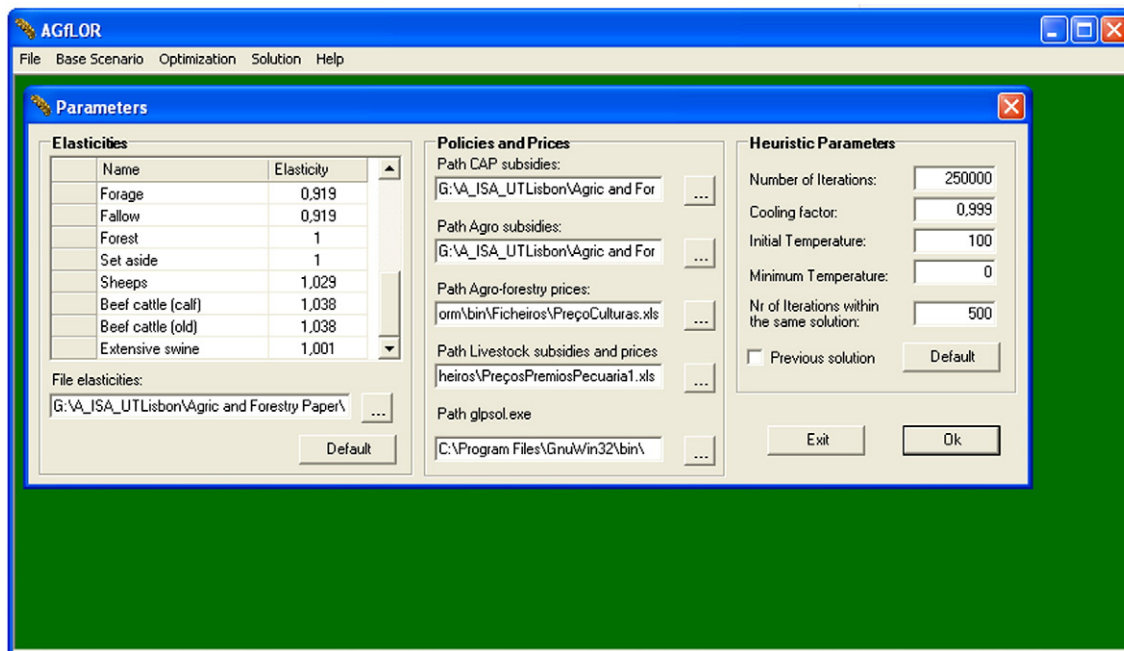 AGfLOR
File Base Scenario Optimization Solution Help
Parameters
Elasticities
Name Elasticity
Forage 0,919
Fallow 0,919
Forest 1
Set aside 1
Sheeps 1,029
Beef cattle (calf) 1,038
Beef cattle (old) 1,038
Extensive swine 1,001
File elasticities:
G:\A_ISA_UTLisbon\Agric and Forestry Paper\
...
Default
Policies and Prices
Path CAP subsidies:
G:\A_ISA_UTLisbon\Agric and For
...
Path Agro subsidies:
G:\A_ISA_UTLisbon\Agric and For
...
Path Agro-forestry prices:
orm\bin\Ficheiros\PreçoCulturas.xls
...
Path Livestock subsidies and prices
heiros\PreçosPremiosPecuaria1.xls
...
Path glpsol.exe
C:\Program Files\GnuWin32\bin\
...
Heuristic Parameters
Number of Iterations: 250000
Cooling factor: 0,999
Initial Temperature: 100
Minimum Temperature: 0
Nr of Iterations within
the same solution: 500
Previous solution Default
Exit Ok